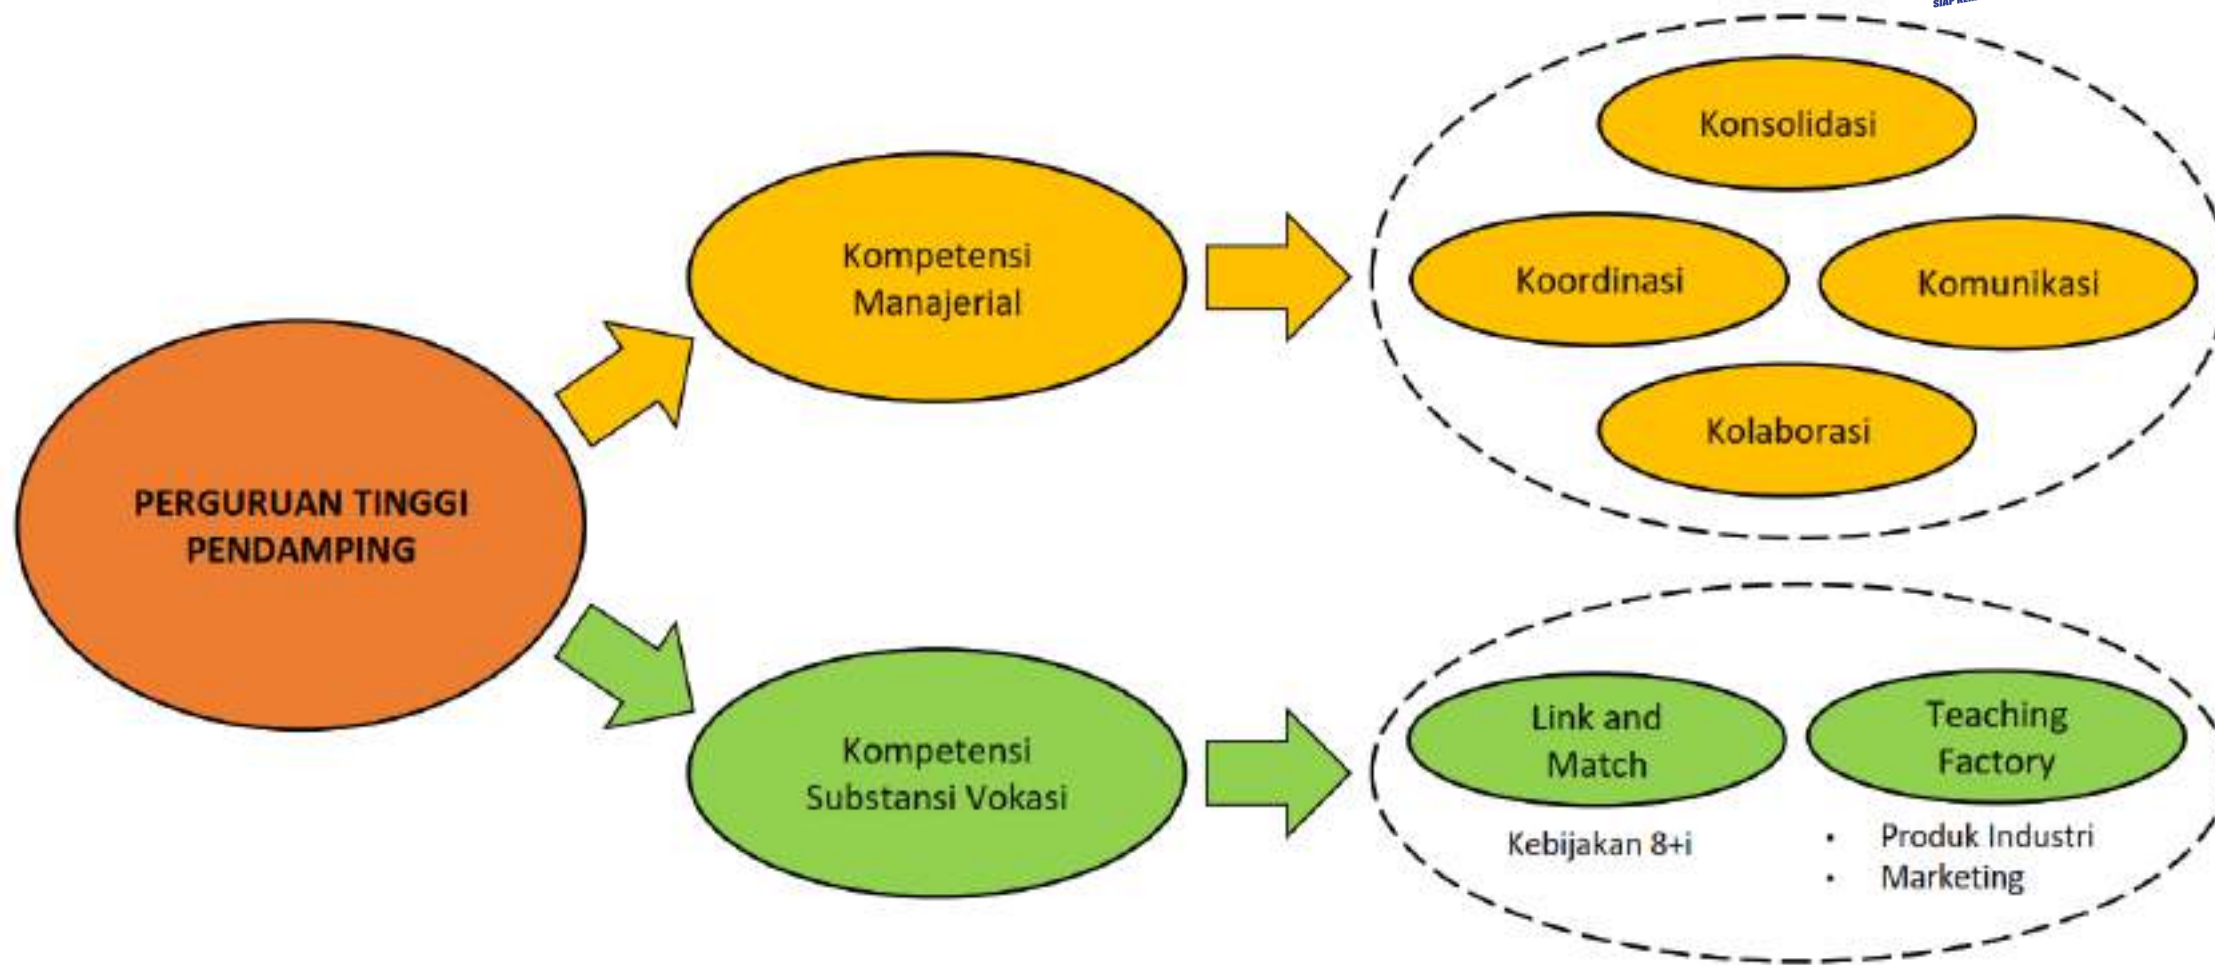 SIAP
Konsolidasi
Kompetensi
Manajerial
Koordinasi
Komunikasi
Kolaborasi
PERGURUAN TINGGI
PENDAMPING
Kompetensi
Substansi Vokasi
Link and
Match
Kebijakan 8+i
Teaching
Factory
• Produk Industri
• Marketing